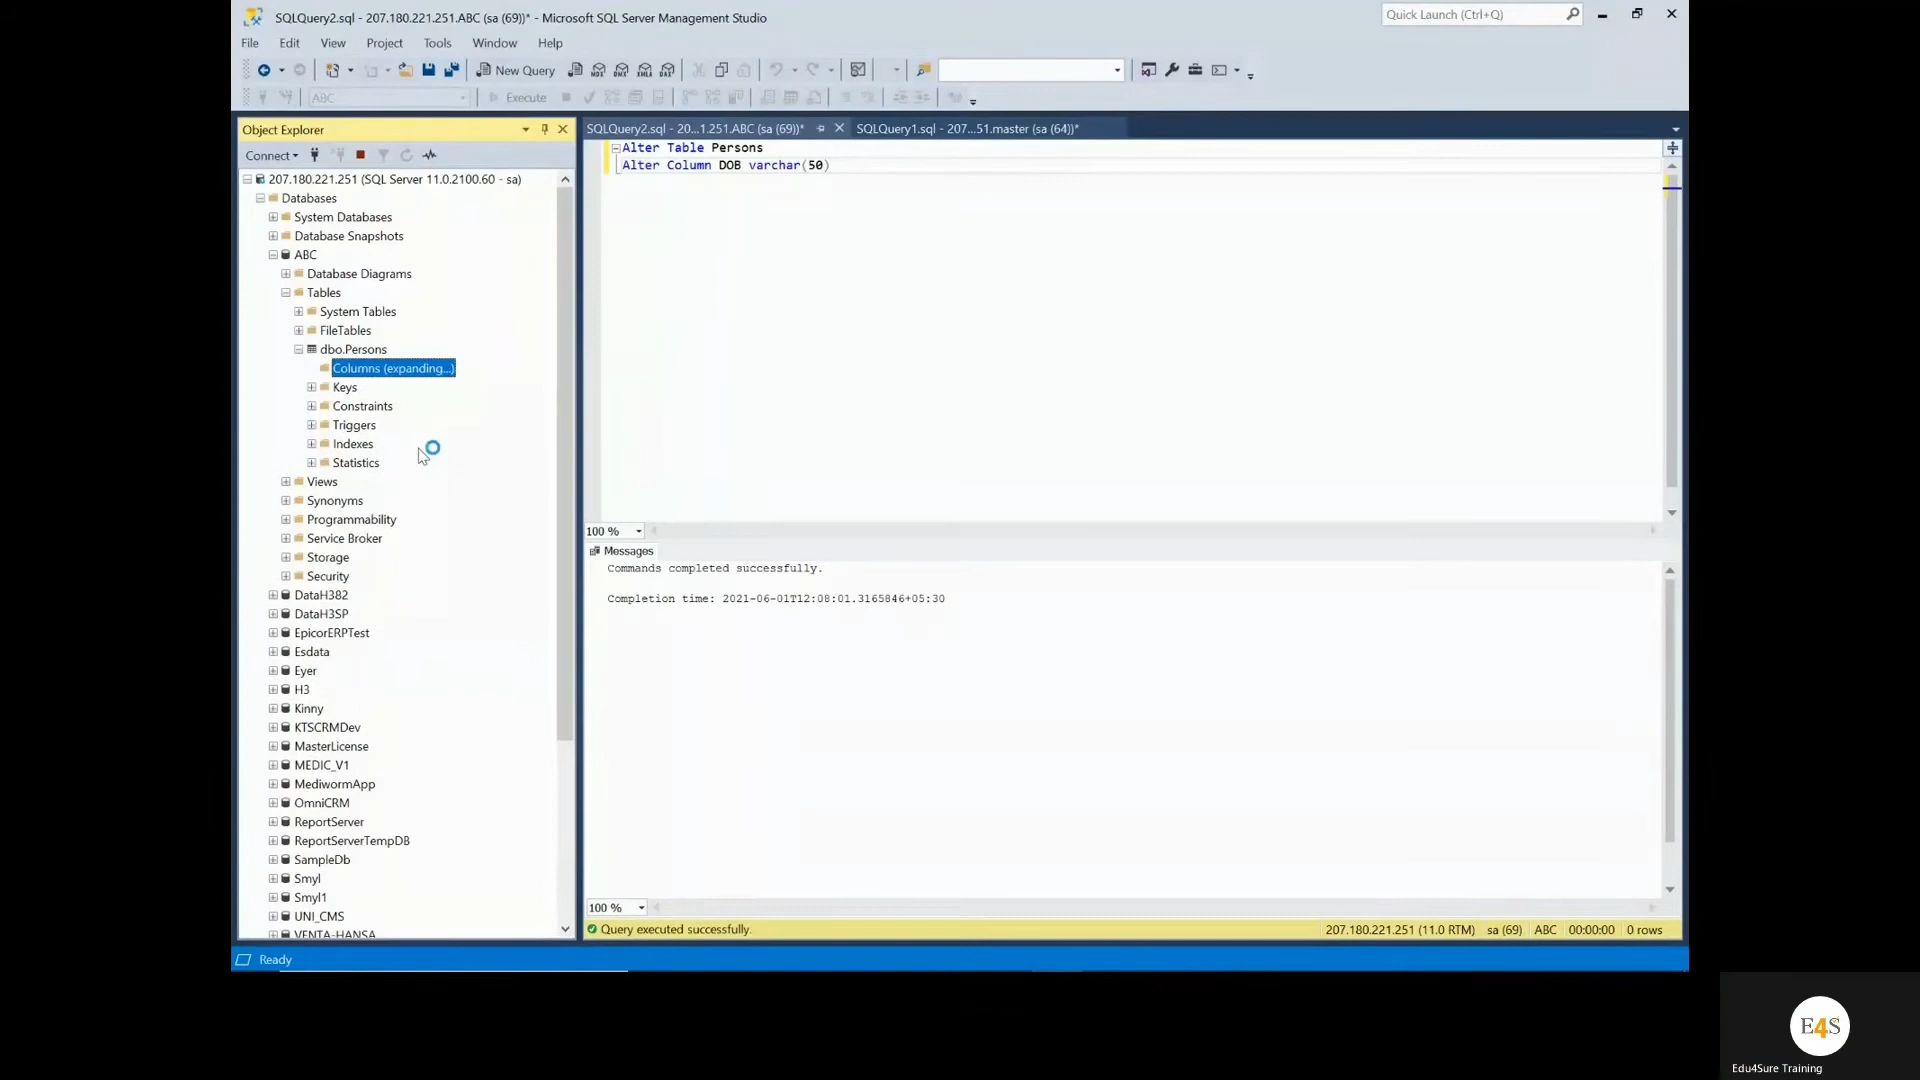 SQLQuery2.sql - 207.180.221.251.ABC (sa (69))* - Microsoft SQL Server Management Studio
Quick Launch (Ctrl+Q)
File Edit View Project Tools Window Help
New Query MDX DMX XMLA DAX
ABC Execute
Object Explorer
SQLQuery2.sql - 20...1.251.ABC (sa (69))* SQLQuery1.sql - 207...51.master (sa (64))*
Connect
Alter Table Persons
Alter Column DOB varchar(50)
207.180.221.251 (SQL Server 11.0.2100.60 - sa)
Databases
System Databases
Database Snapshots
ABC
Database Diagrams
Tables
System Tables
FileTables
dbo.Persons
Columns (expanding...)
Keys
Constraints
Triggers
Indexes
Statistics
Views
Synonyms
Programmability
Service Broker
Storage
Security
DataH382
DataH3SP
EpicorERPTest
Esdata
Eyer
H3
Kinny
KTSCRMDev
MasterLicense
MEDIC_V1
MediwormApp
OmniCRM
ReportServer
ReportServerTempDB
SampleDb
Smyl
Smyl1
UNI_CMS
VENTA-HANSA
100 %
Messages
Commands completed successfully.
Completion time: 2021-06-01T12:08:01.3165846+05:30
100 %
Query executed successfully. 207.180.221.251 (11.0 RTM) sa (69) ABC 00:00:00 0 rows
Ready
E4S
Edu4Sure Training